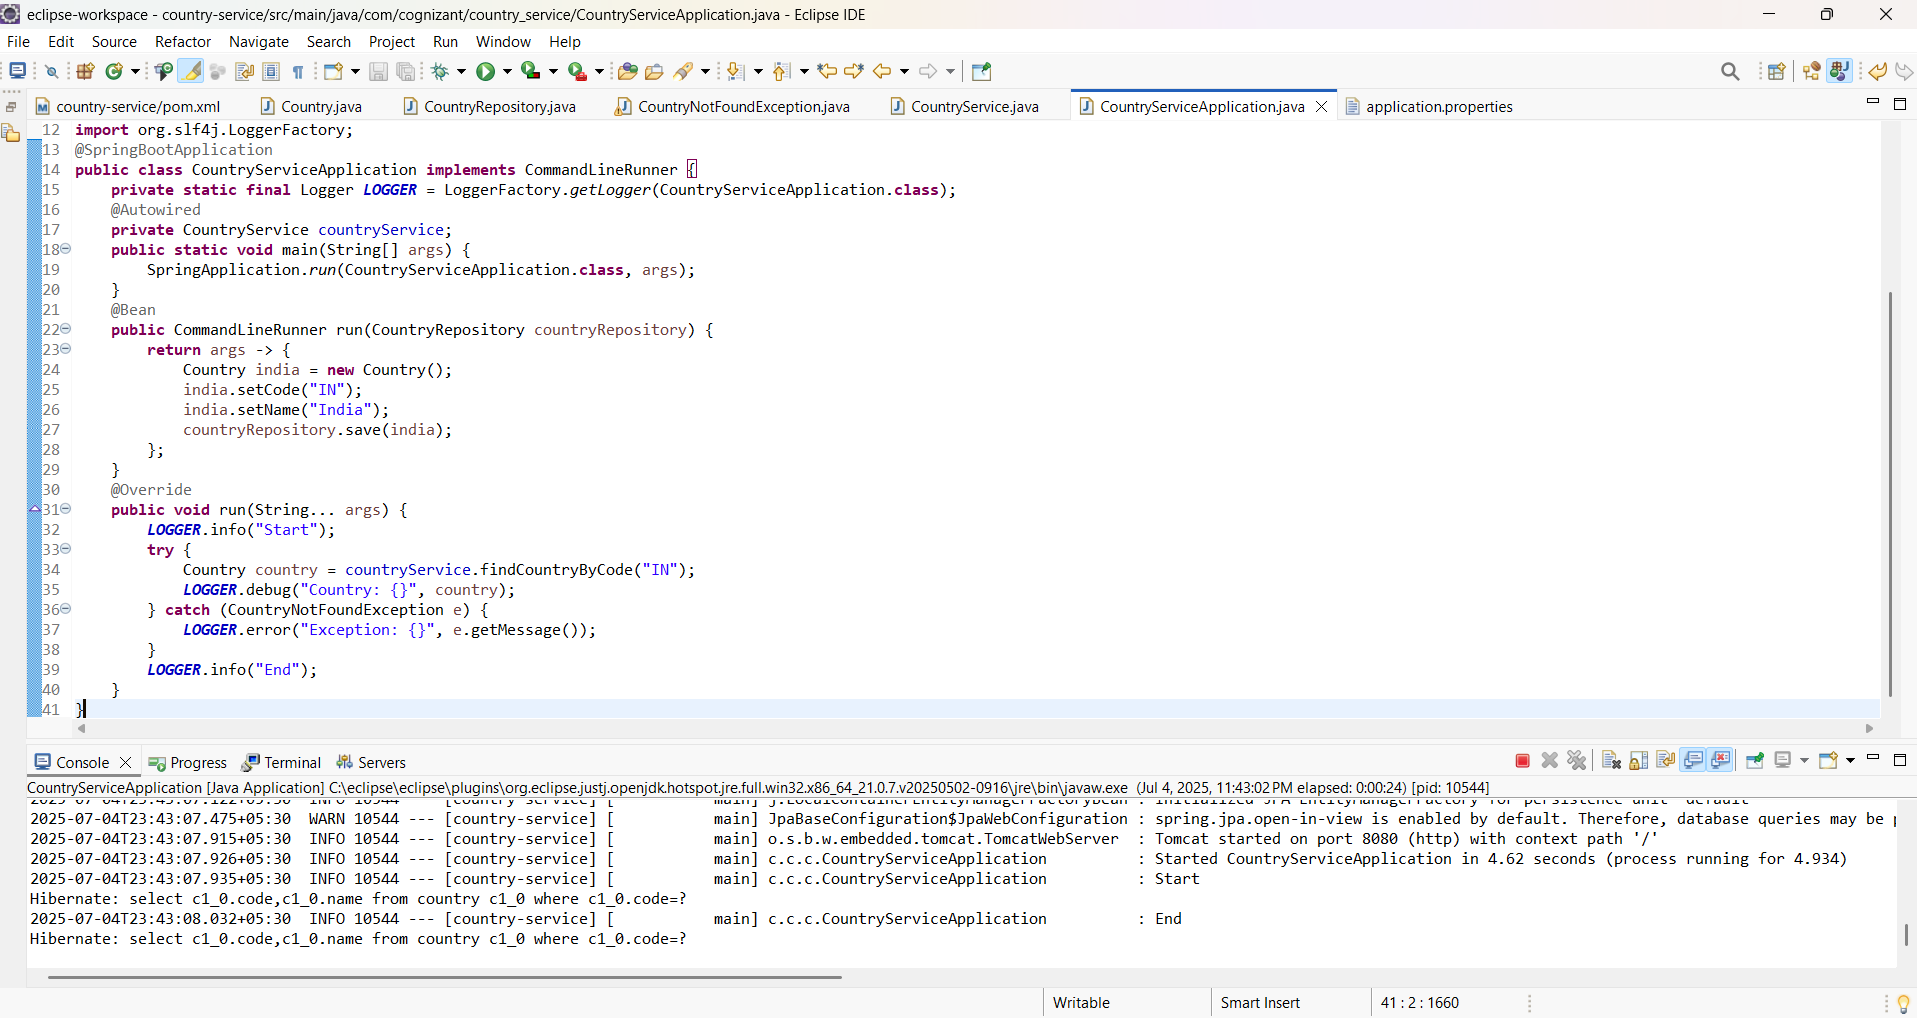 eclipse-workspace - country-service/src/main/java/com/cognizant/country_service/CountryServiceApplication.java - Eclipse IDE
File Edit Source Refactor Navigate Search Project Run Window Help
country-service/pom.xml Country.java CountryRepository.java CountryNotFoundException.java CountryService.java CountryServiceApplication.java application.properties
12 import org.slf4j.LoggerFactory;
13 @SpringBootApplication
14 public class CountryServiceApplication implements CommandLineRunner {
15 private static final Logger LOGGER = LoggerFactory.getLogger(CountryServiceApplication.class);
16 @Autowired
17 private CountryService countryService;
18 public static void main(String[] args) {
19 SpringApplication.run(CountryServiceApplication.class, args);
20 }
21 @Bean
22 public CommandLineRunner run(CountryRepository countryRepository) {
23 return args -> {
24 Country india = new Country();
25 india.setCode("IN");
26 india.setName("India");
27 countryRepository.save(india);
28 };
29 }
30 @Override
31 public void run(String... args) {
32 LOGGER.info("Start");
33 try {
34 Country country = countryService.findCountryByCode("IN");
35 LOGGER.debug("Country: {}", country);
36 } catch (CountryNotFoundException e) {
37 LOGGER.error("Exception: {}", e.getMessage());
38 }
39 LOGGER.info("End");
40 }
41 }
Console Progress Terminal Servers
CountryServiceApplication [Java Application] C:\eclipse\eclipse\plugins\org.eclipse.justj.openjdk.hotspot.jre.full.win32.x86_64_21.0.7.v20250502-0916\jre\bin\javaw.exe (Jul 4, 2025, 11:43:02 PM elapsed: 0:00:24) [pid: 10544]
2025-07-04T23:43:07.475+05:30 WARN 10544 --- [country-service] [ main] JpaBaseConfiguration$JpaWebConfiguration : spring.jpa.open-in-view is enabled by default. Therefore, database queries may be
2025-07-04T23:43:07.915+05:30 INFO 10544 --- [country-service] [ main] o.s.b.w.embedded.tomcat.TomcatWebServer : Tomcat started on port 8080 (http) with context path '/'
2025-07-04T23:43:07.926+05:30 INFO 10544 --- [country-service] [ main] c.c.c.CountryServiceApplication : Started CountryServiceApplication in 4.62 seconds (process running for 4.934)
2025-07-04T23:43:07.935+05:30 INFO 10544 --- [country-service] [ main] c.c.c.CountryServiceApplication : Start
Hibernate: select c1_0.code,c1_0.name from country c1_0 where c1_0.code=?
2025-07-04T23:43:08.032+05:30 INFO 10544 --- [country-service] [ main] c.c.c.CountryServiceApplication : End
Hibernate: select c1_0.code,c1_0.name from country c1_0 where c1_0.code=?
Writable Smart Insert 41 : 2 : 1660